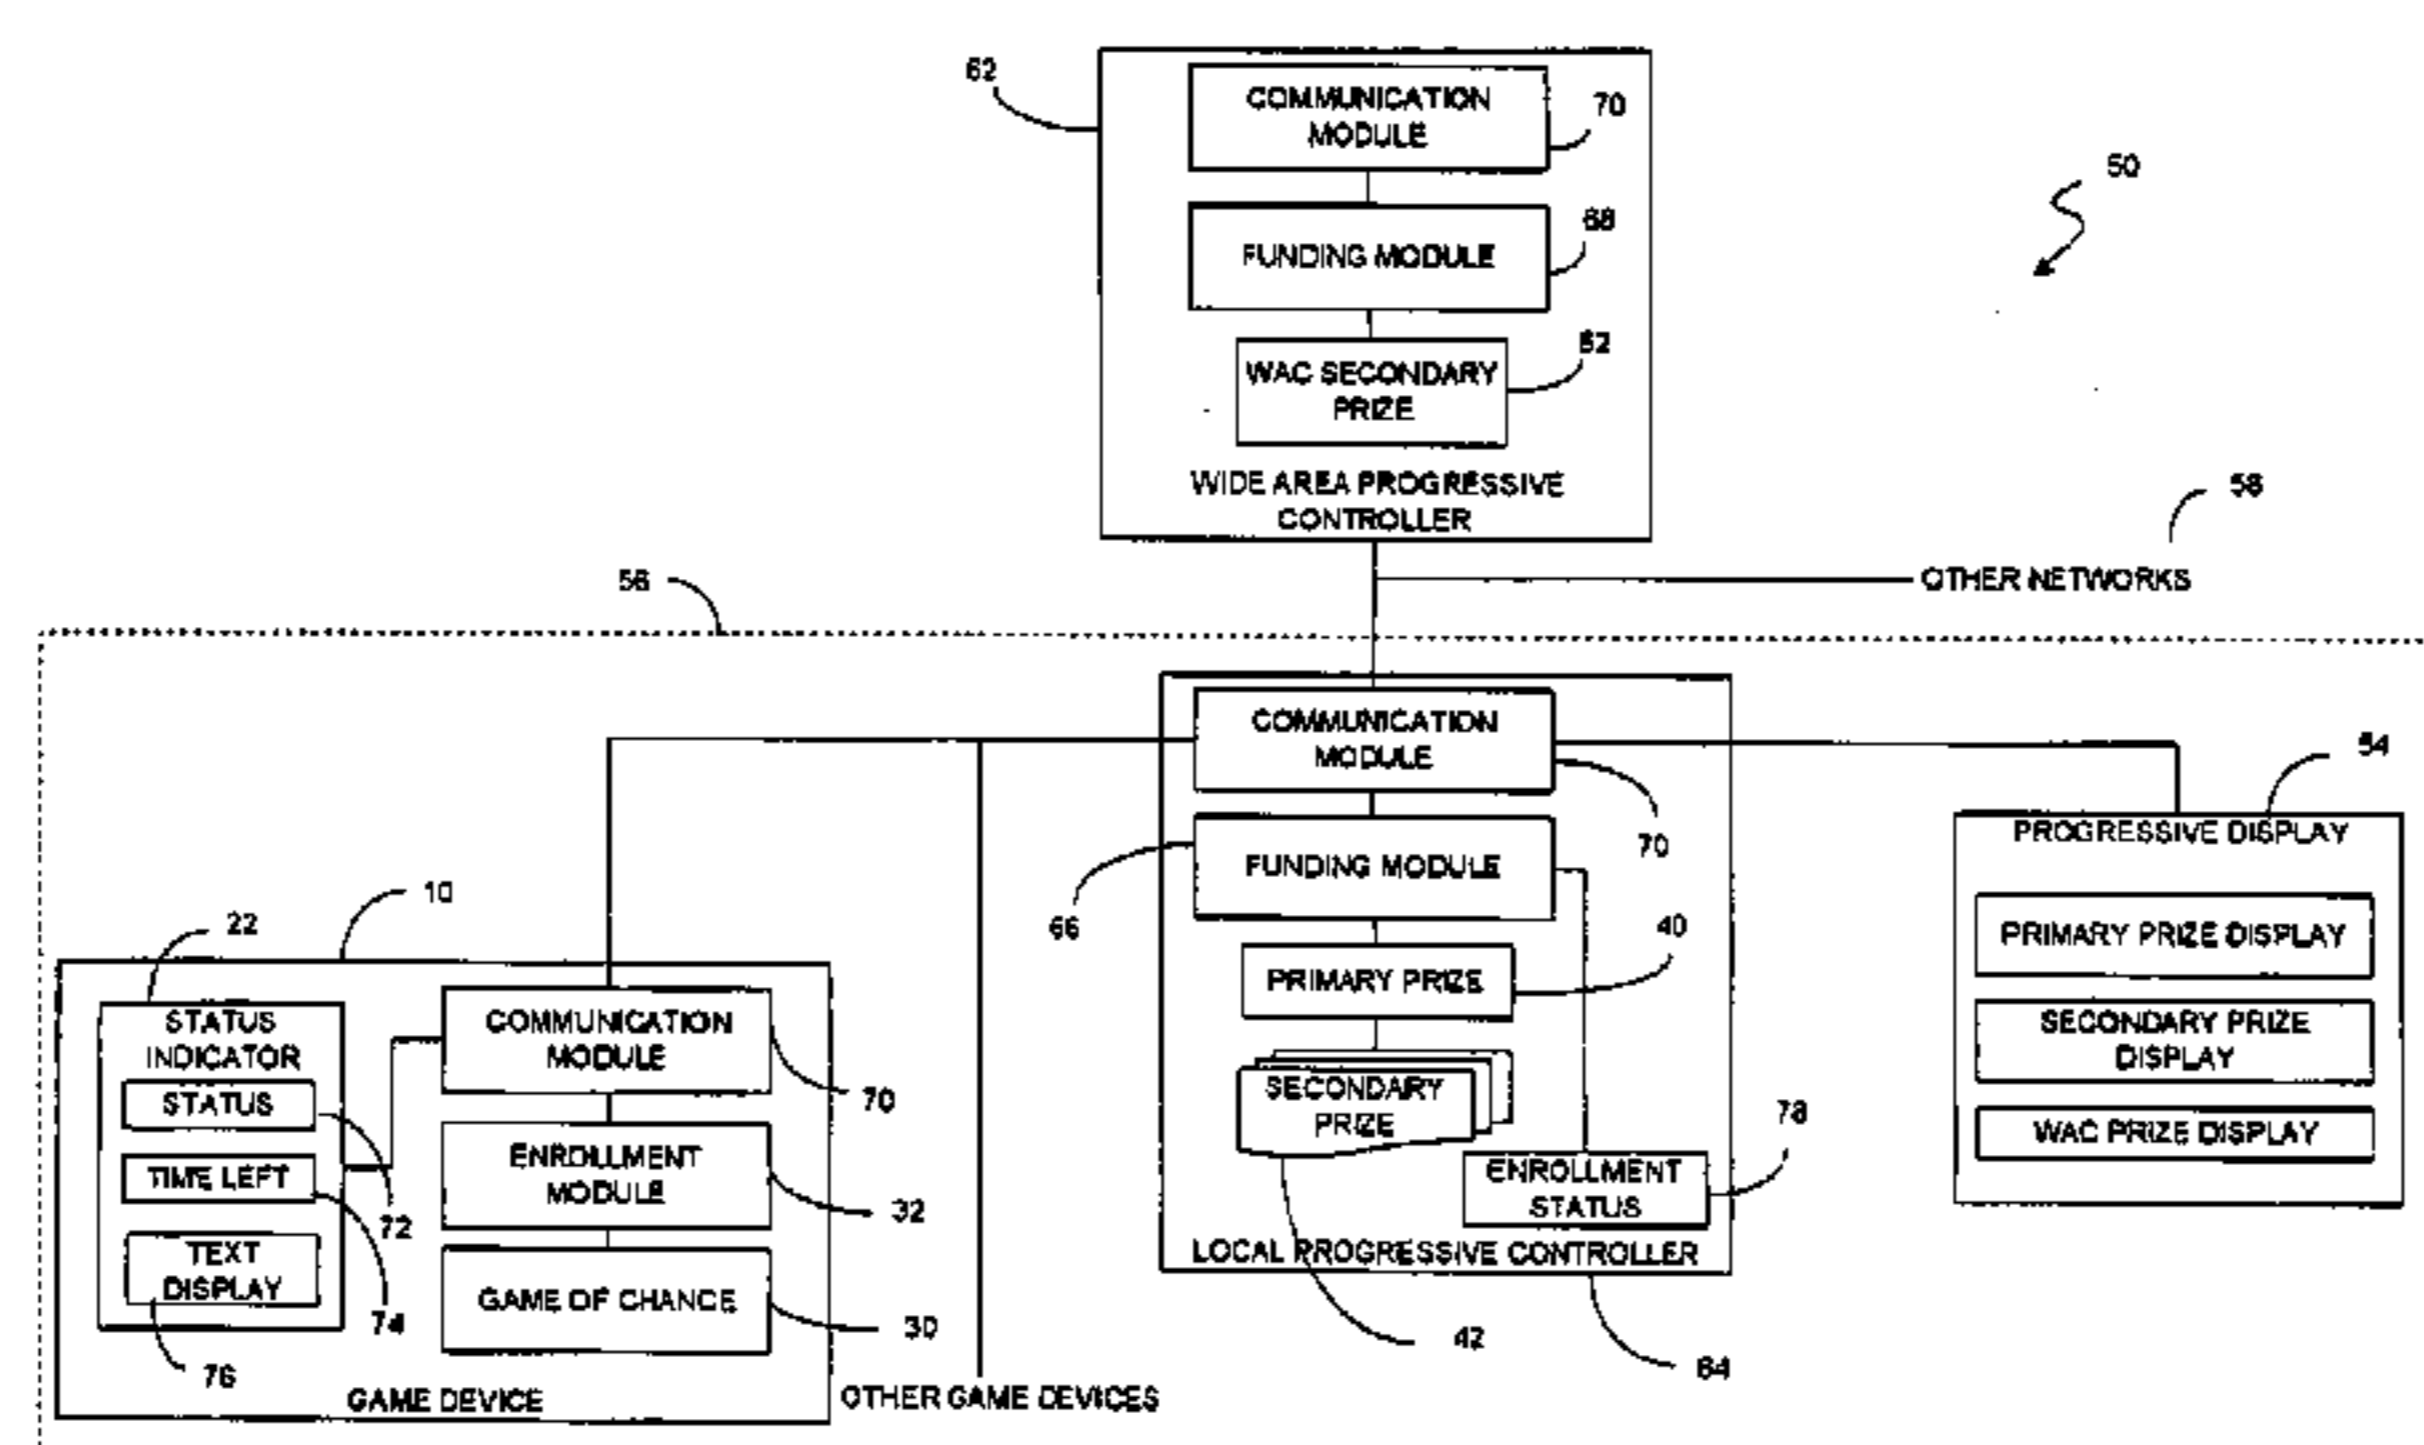 62
COMMUNICATION
MODULE
70
50
FUNDING MODULE
68
52
WAC SECONDARY
PRIZE
WIDE AREA PROGRESSIVE
CONTROLLER
58
OTHER NETWORKS
56
COMMUNICATION
MODULE
70
54
PROGRESSIVE DISPLAY
FUNDING MODULE
66
40
PRIMARY PRIZE
PRIMARY PRIZE DISPLAY
SECONDARY PRIZE
DISPLAY
WAC PRIZE DISPLAY
SECONDARY
PRIZE
78
ENROLLMENT
STATUS
LOCAL PROGRESSIVE CONTROLLER
42
64
10
22
STATUS
INDICATOR
STATUS
72
TIME LEFT
74
TEXT
DISPLAY
76
COMMUNICATION
MODULE
70
ENROLLMENT
MODULE
32
GAME OF CHANCE
30
GAME DEVICE
OTHER GAME DEVICES